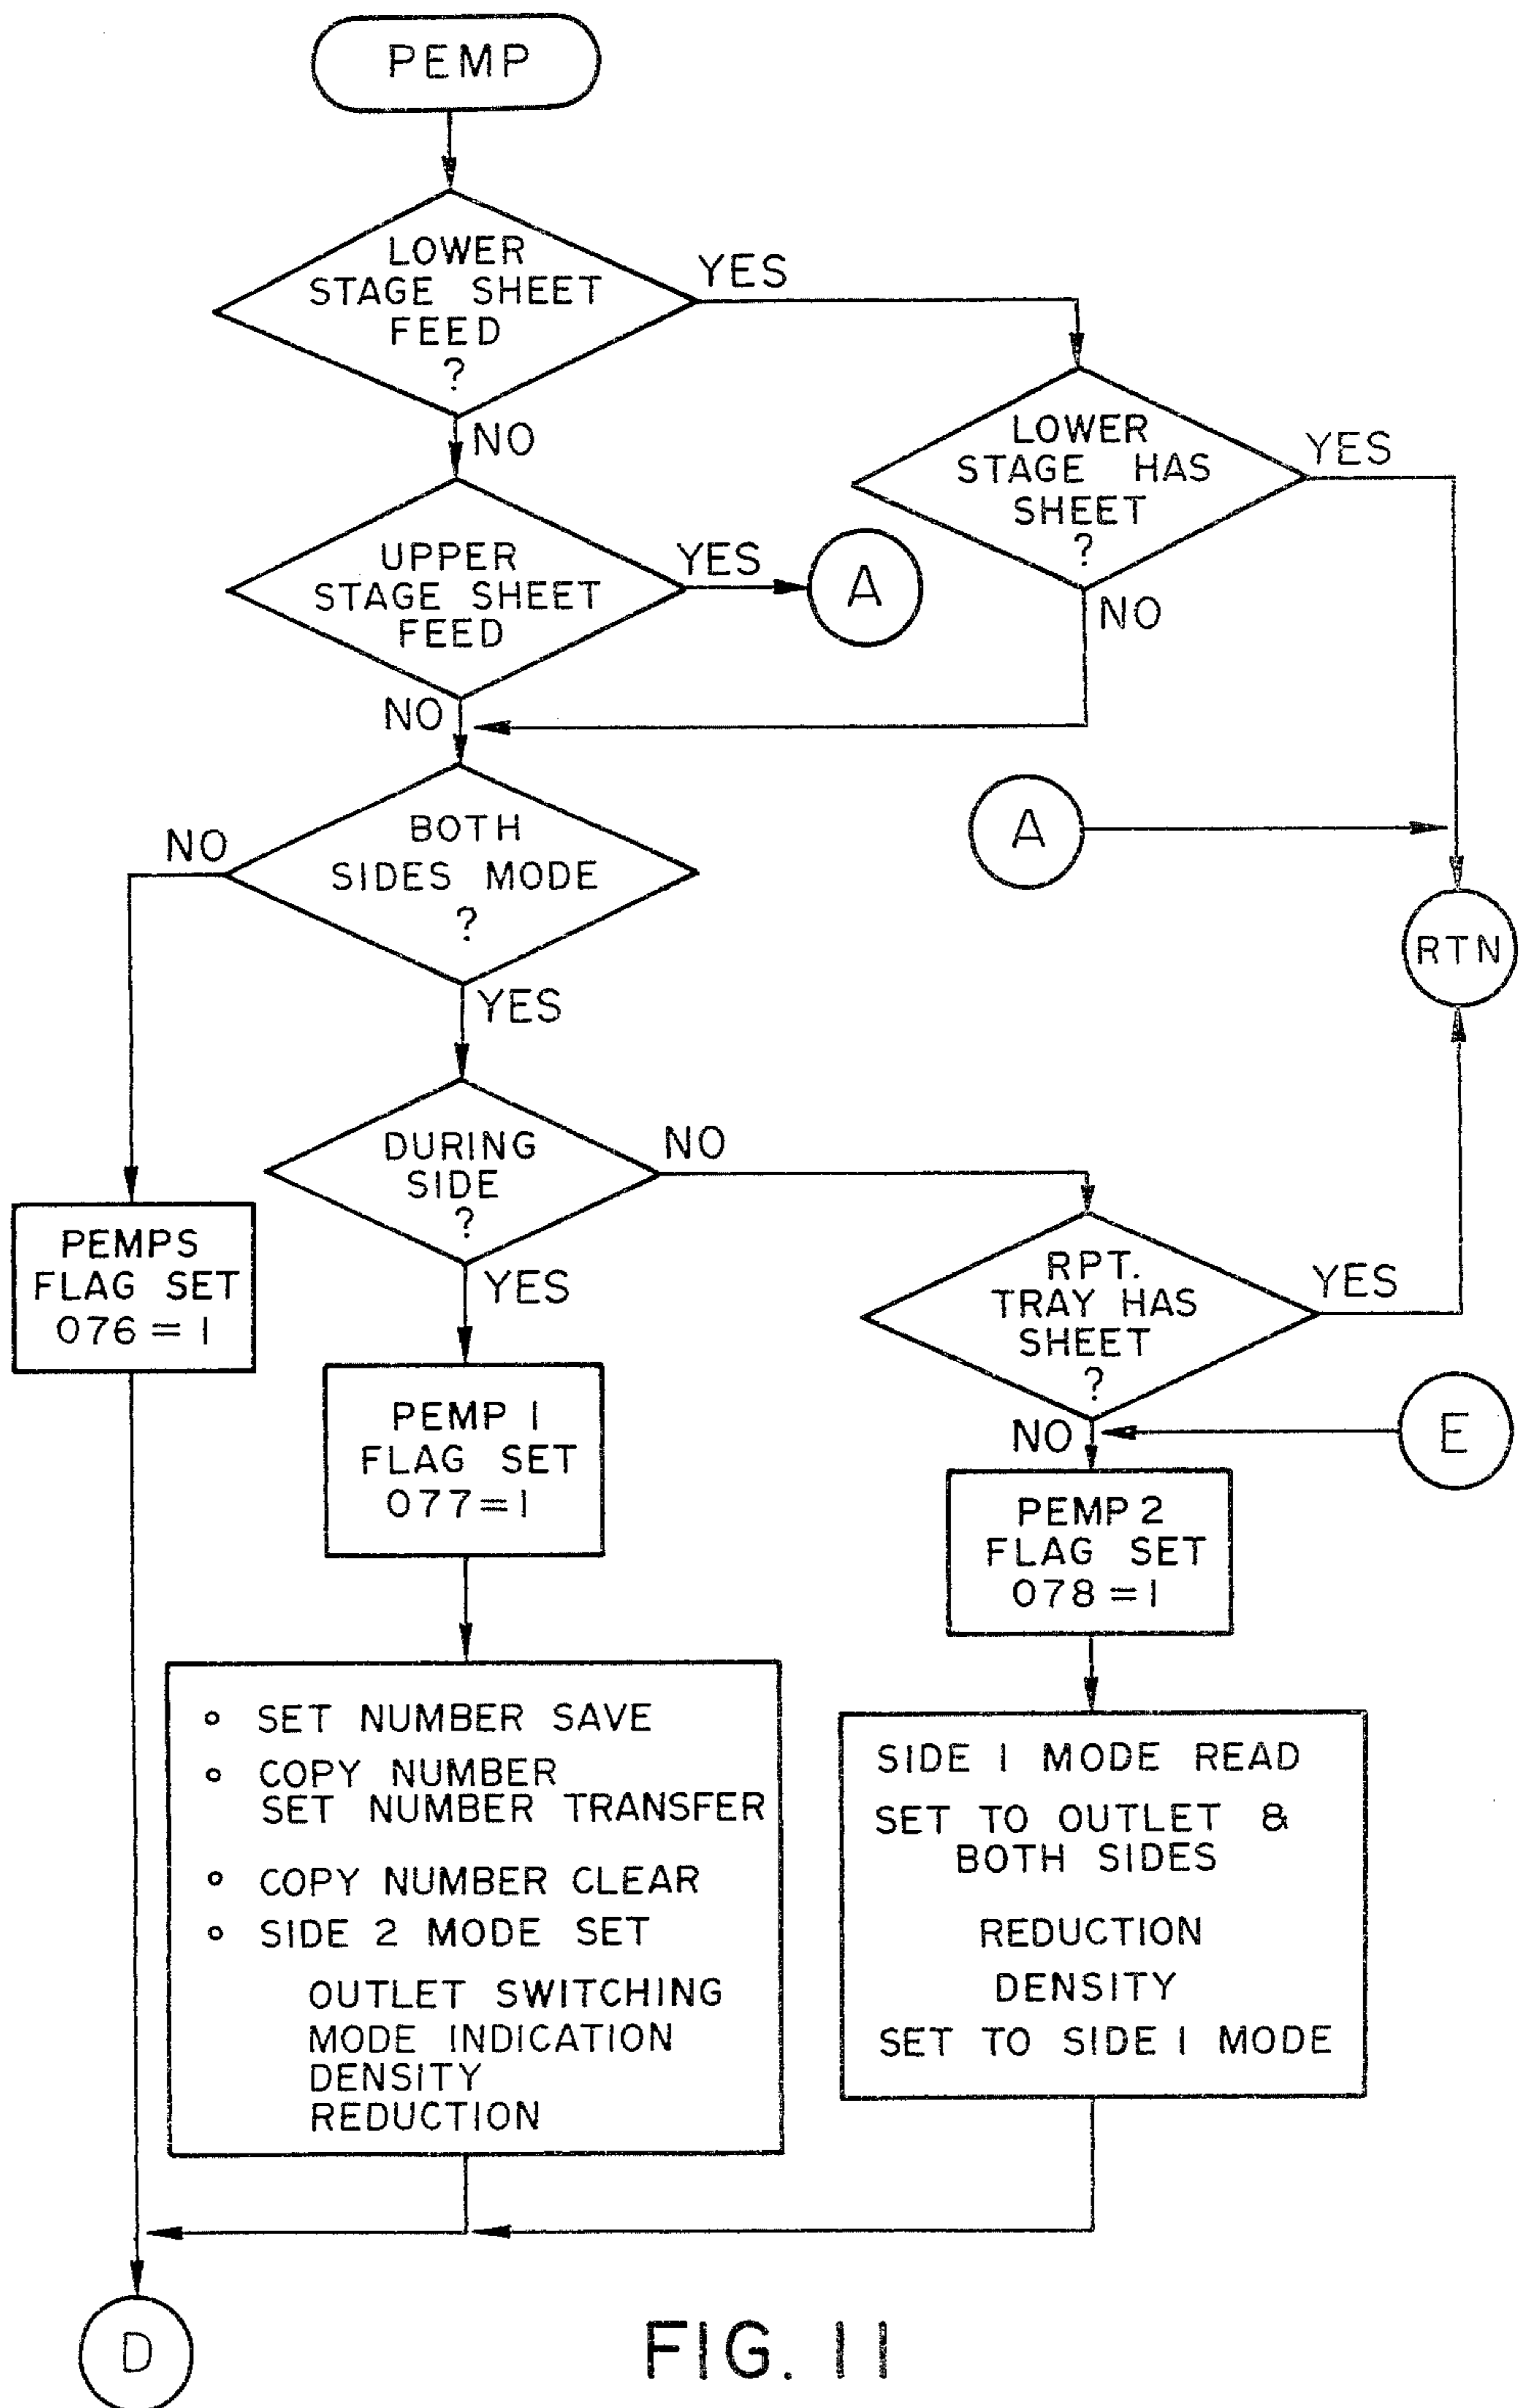 PEMP
LOWER
STAGE SHEET
FEED
?
YES
NO
LOWER
STAGE HAS
SHEET
?
YES
NO
UPPER
STAGE SHEET
FEED
YES
A
NO
BOTH
SIDES MODE
?
NO
YES
A
RTN
DURING
SIDE
?
NO
YES
PEMPS
FLAG SET
076 = 1
RPT.
TRAY HAS
SHEET
?
YES
NO
E
PEMP 1
FLAG SET
077 = 1
PEMP 2
FLAG SET
078 = 1
° SET NUMBER SAVE
° COPY NUMBER
SET NUMBER TRANSFER
° COPY NUMBER CLEAR
° SIDE 2 MODE SET
OUTLET SWITCHING
MODE INDICATION
DENSITY
REDUCTION
SIDE 1 MODE READ
SET TO OUTLET &
BOTH SIDES
REDUCTION
DENSITY
SET TO SIDE 1 MODE
D
FIG. 11